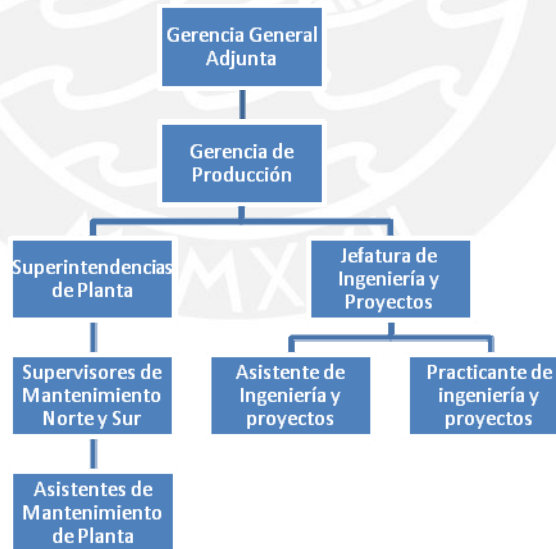 Gerencia General
Adjunta
Gerencia de
Producción
Superintendencias
de Planta
Jefatura de
Ingeniería y
Proyectos
Supervisores de
Mantenimiento
Norte y Sur
Asistente de
Ingeniería y
proyectos
Practicante de
ingeniería y
proyectos
Asistentes de
Mantenimiento
de Planta